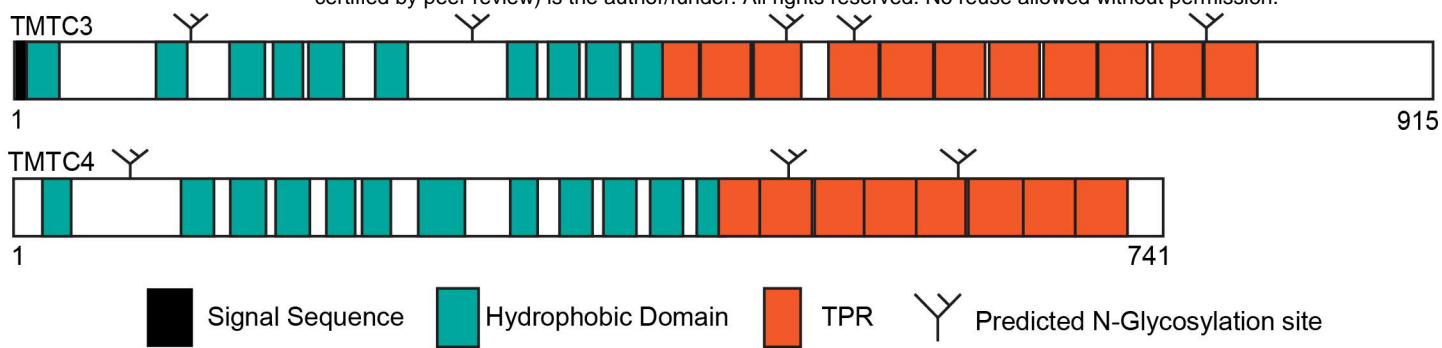 certified by peer review) is the author/funder. All rights reserved. No reuse allowed without permission.
TMTC3
1
915
TMTC4
1
741
Signal Sequence
Hydrophobic Domain
TPR
Predicted N-Glycosylation site